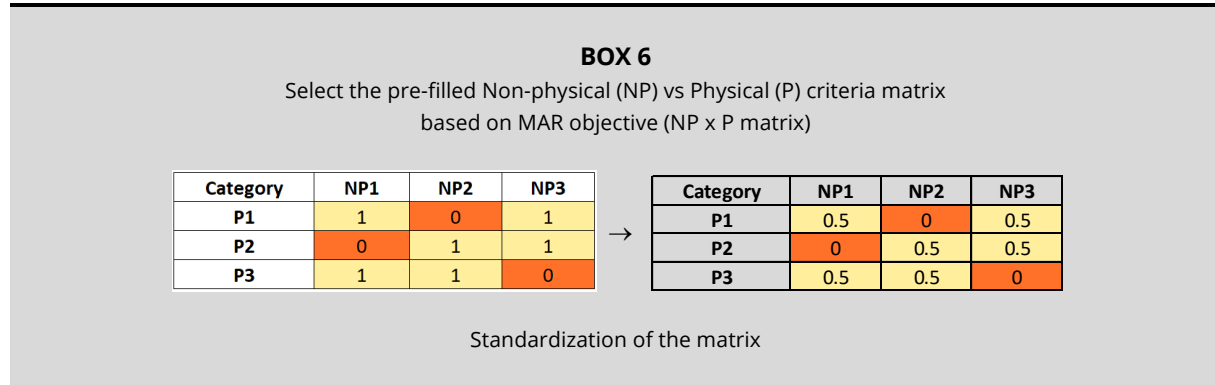 BOX 6
Select the pre-filled Non-physical (NP) vs Physical (P) criteria matrix
based on MAR objective (NP x P matrix)
Category NP1 NP2 NP3
P1 1 0 1
P2 0 1 1
P3 1 1 0
→
Category NP1 NP2 NP3
P1 0.5 0 0.5
P2 0 0.5 0.5
P3 0.5 0.5 0
Standardization of the matrix